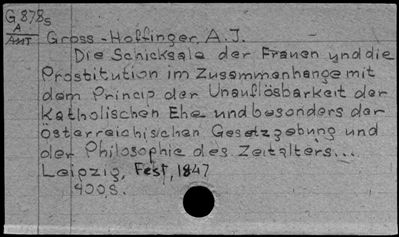 G 878s
A
Aut
Gross-Hoffinger, A.J.
Die Schicksale der Frauen und die
Prostitution im Zusammenhange mit
dem Princip der Unauflösbarkeit der
katholischen Ehe und besonders der
österreichischen Gesetzgebung und
der Philosophie des Zeitalters...
Leipzig, Fest, 1847
400 S.